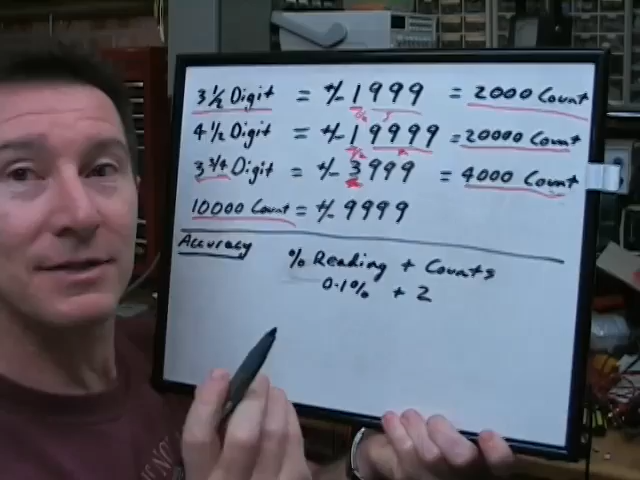 3½ Digit = +/- 1999 = 2000 Count
4½ Digit = +/- 19999 = 20000 Count
3¾ Digit = +/- 3999 = 4000 Count
10000 Count = +/- 9999
Accuracy
% Reading + Counts
0.1% + 2